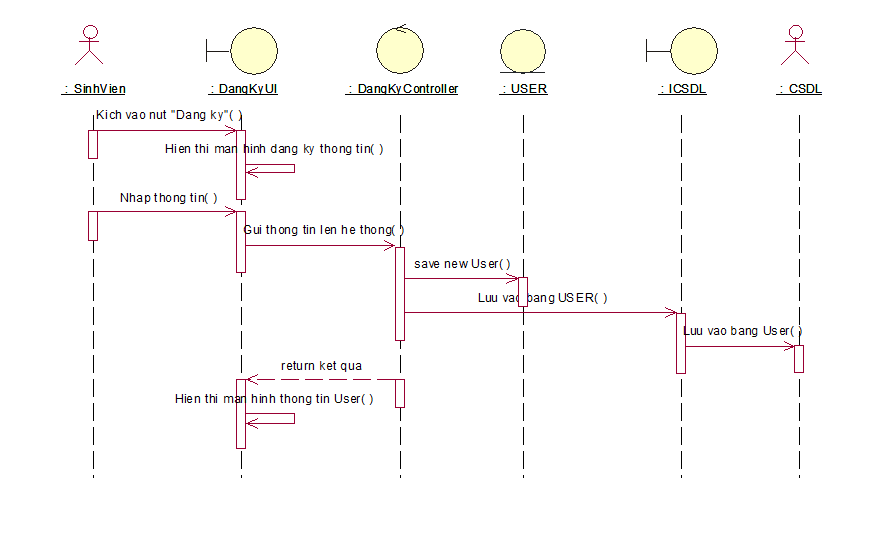 : SinhVien
: DangKyUI
: DangKyController
: USER
: ICSDL
: CSDL
Kich vao nut "Dang ky"( )
Hien thi man hinh dang ky thong tin( )
Nhap thong tin( )
Gui thong tin len he thong( )
save new User( )
Luu vao bang USER( )
Luu vao bang User( )
return ket qua
Hien thi man hinh thong tin User( )